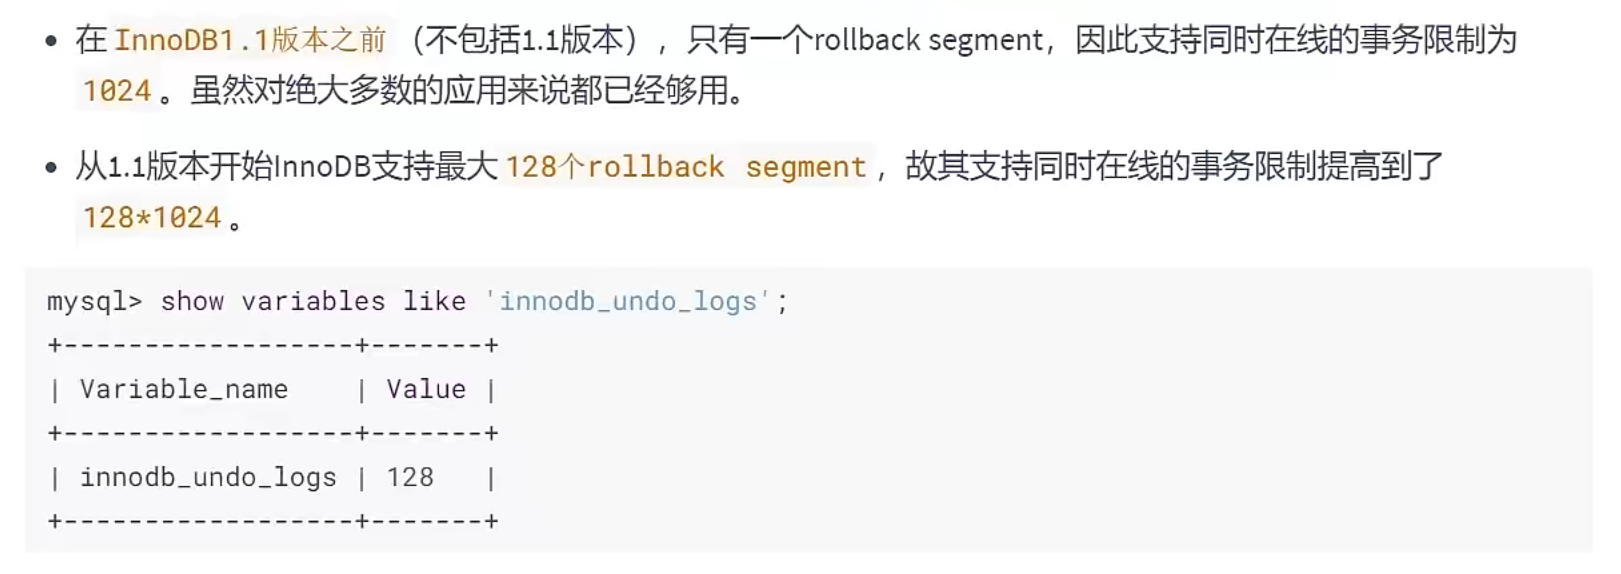 • 在 InnoDB1.1版本之前 （不包括1.1版本），只有一个rollback segment，因此支持同时在线的事务限制为
1024 。虽然对绝大多数的应用来说都已经够用。
• 从1.1版本开始InnoDB支持最大 128个rollback segment ，故其支持同时在线的事务限制提高到了
128*1024 。
mysql> show variables like 'innodb_undo_logs';
+------------------+-------+
| Variable_name    | Value |
+------------------+-------+
| innodb_undo_logs | 128   |
+------------------+-------+